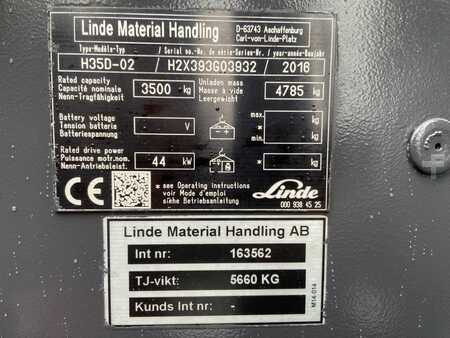 Linde Material Handling
D-63743 Aschaffenburg
Carl-von-Linde-Platz
Type-Modèle-Typ / Serial no.-No. de série-Serien-Nr. / year-année-Baujahr
H35D-02 / H2X393G03932 / 2016
Rated capacity
Capacité nominale
Nenn-Tragfähigkeit
3500 kg
Unladen mass
Masse à vide
Leergewicht
4785 kg
Battery voltage
Tension batterie
Batteriespannung
V
max. kg
* min. kg
Rated drive power
Puissance motr.nom.
Nenn-Antriebsleist.
44 kW
* kg
CE
* see Operating instructions
voir Mode d'emploi
siehe Betriebsanleitung
Linde
000 938 45 25
Linde Material Handling AB
Int nr: 163562
TJ-vikt: 5660 KG
Kunds Int nr: -
M14-014